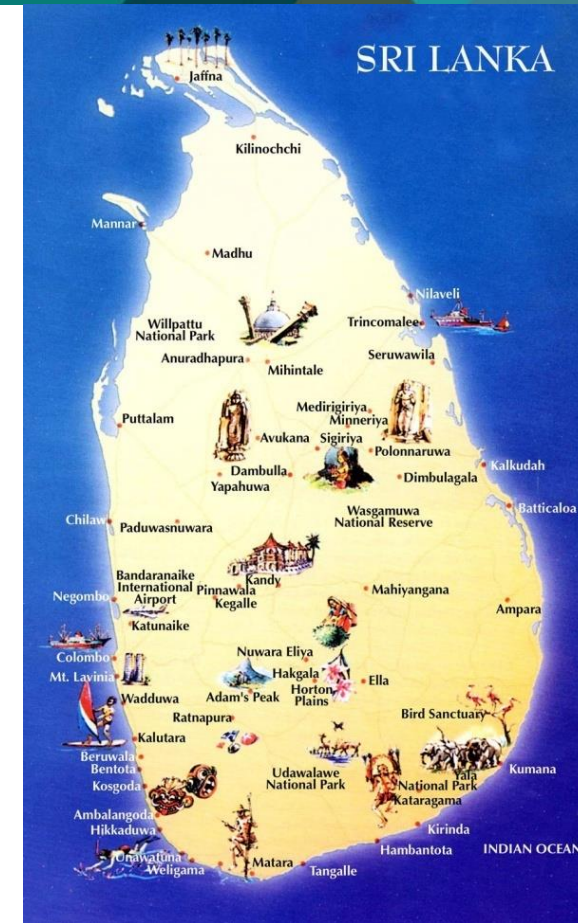 SRI LANKA
Jaffna
Kilinochchi
Mannar
Madhu
Nilaveli
Willpattu
National Park
Trincomalee
Anuradhapura
Mihintale
Seruwawila
Puttalam
Medirigiriya
Minneriya
Avukana
Sigiriya
Polonnaruwa
Kalkudah
Dambulla
Yapahuwa
Dimbulagala
Batticaloa
Wasgamuwa
National Reserve
Chilaw
Paduwasnuwara
Bandaranaike
International
Airport
Pinnawala
Kandy
Kegalle
Mahiyangana
Negombo
Ampara
Katunaike
Colombo
Nuwara Eliya
Mt. Lavinia
Hakgala
Ella
Adam's Peak
Horton
Plains
Wadduwa
Ratnapura
Bird Sanctuary
Kalutara
Beruwala
Bentota
Udawalawe
National Park
Yala
National Park
Kumana
Kosgoda
Kataragama
Ambalangoda
Hikkaduwa
Kirinda
Hambantota
INDIAN OCEAN
Unawatuna
Weligama
Matara
Tangalle